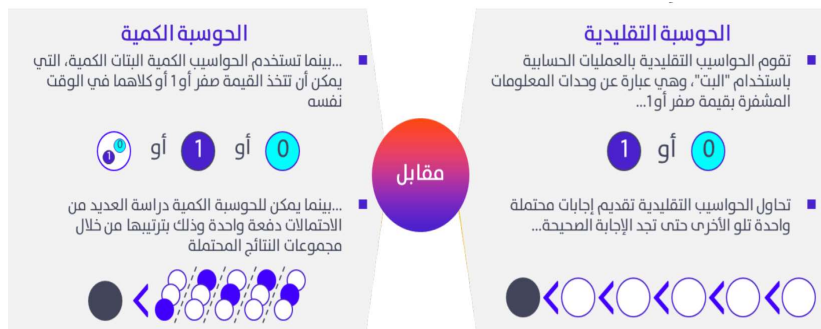 الحوسبة التقليدية
تقوم الحواسيب التقليدية بالعمليات الحسابية
باستخدام "البت"، وهي عبارة عن وحدات المعلومات
المشفرة بقيمة صفر أو1...
0 أو 1
تحاول الحواسيب التقليدية تقديم إجابات محتملة
واحدة تلو الأخرى حتى تجد الإجابة الصحيحة...
مقابل
الحوسبة الكمية
...بينما تستخدم الحواسيب الكمية البتات الكمية، التي
يمكن أن تتخذ القيمة صفر أو1 أو كلاهما في الوقت
نفسه
0 أو 1 أو 0 1
...بينما يمكن للحوسبة الكمية دراسة العديد من
الاحتمالات دفعة واحدة وذلك بترتيبها من خلال
مجموعات النتائج المحتملة